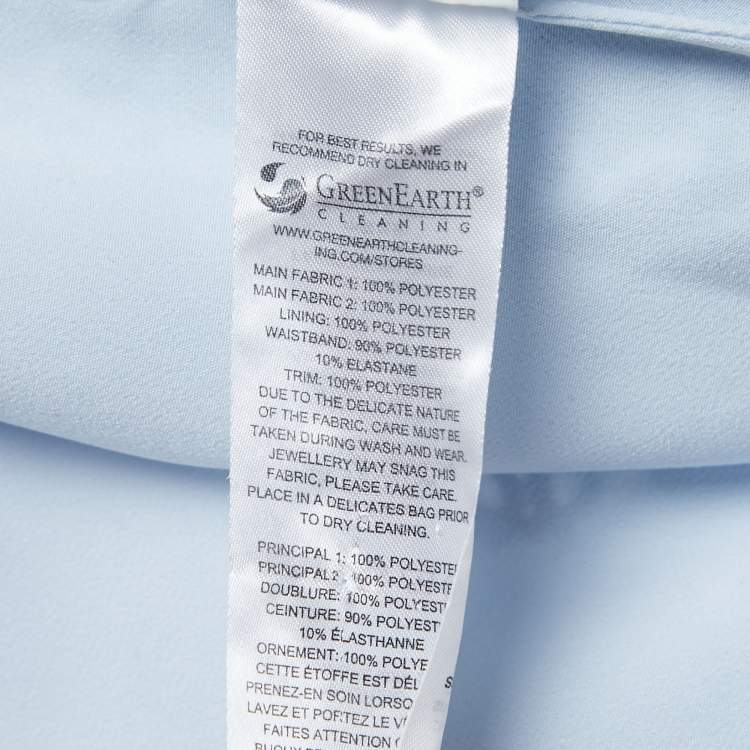 FOR BEST RESULTS, WE
RECOMMEND DRY CLEANING IN
GREENEARTH®
CLEANING
WWW.GREENEARTHCLEANING-
ING.COM/STORES
MAIN FABRIC 1: 100% POLYESTER
MAIN FABRIC 2: 100% POLYESTER
LINING: 100% POLYESTER
WAISTBAND: 90% POLYESTER
10% ELASTANE
TRIM: 100% POLYESTER
DUE TO THE DELICATE NATURE
OF THE FABRIC, CARE MUST BE
TAKEN DURING WASH AND WEAR.
JEWELLERY MAY SNAG THIS
FABRIC, PLEASE TAKE CARE.
PLACE IN A DELICATES BAG PRIOR
TO DRY CLEANING.
PRINCIPAL 1: 100% POLYESTE
PRINCIPAL 2: 100% POLYESTE
DOUBLURE: 100% POLYEST
CEINTURE: 90% POLYEST
10% ÉLASTHANNE
ORNEMENT: 100% POLYE
CETTE ÉTOFFE EST DÉL
PRENEZ-EN SOIN LORSQ
LAVEZ ET PORTEZ LE V
FAITES ATTENTION